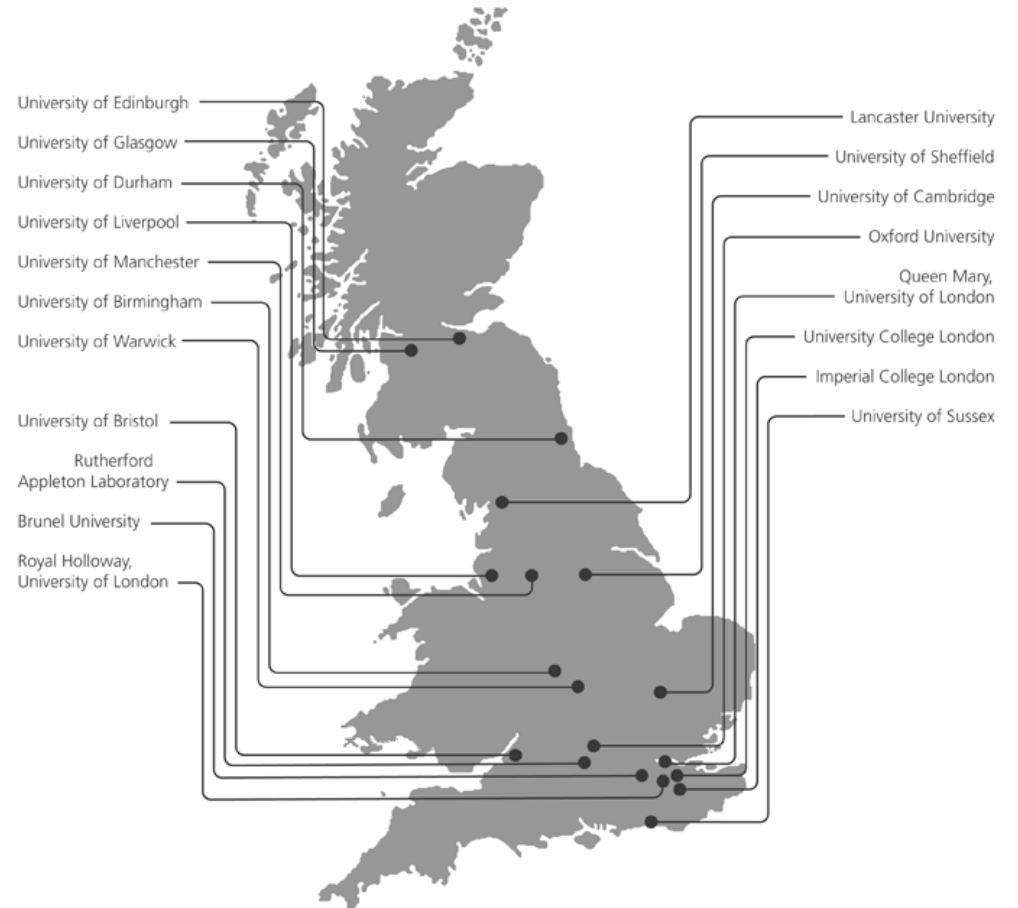 University of Edinburgh
University of Glasgow
University of Durham
University of Liverpool
University of Manchester
University of Birmingham
University of Warwick
University of Bristol
Rutherford
Appleton Laboratory
Brunel University
Royal Holloway,
University of London
Lancaster University
University of Sheffield
University of Cambridge
Oxford University
Queen Mary,
University of London
University College London
Imperial College London
University of Sussex